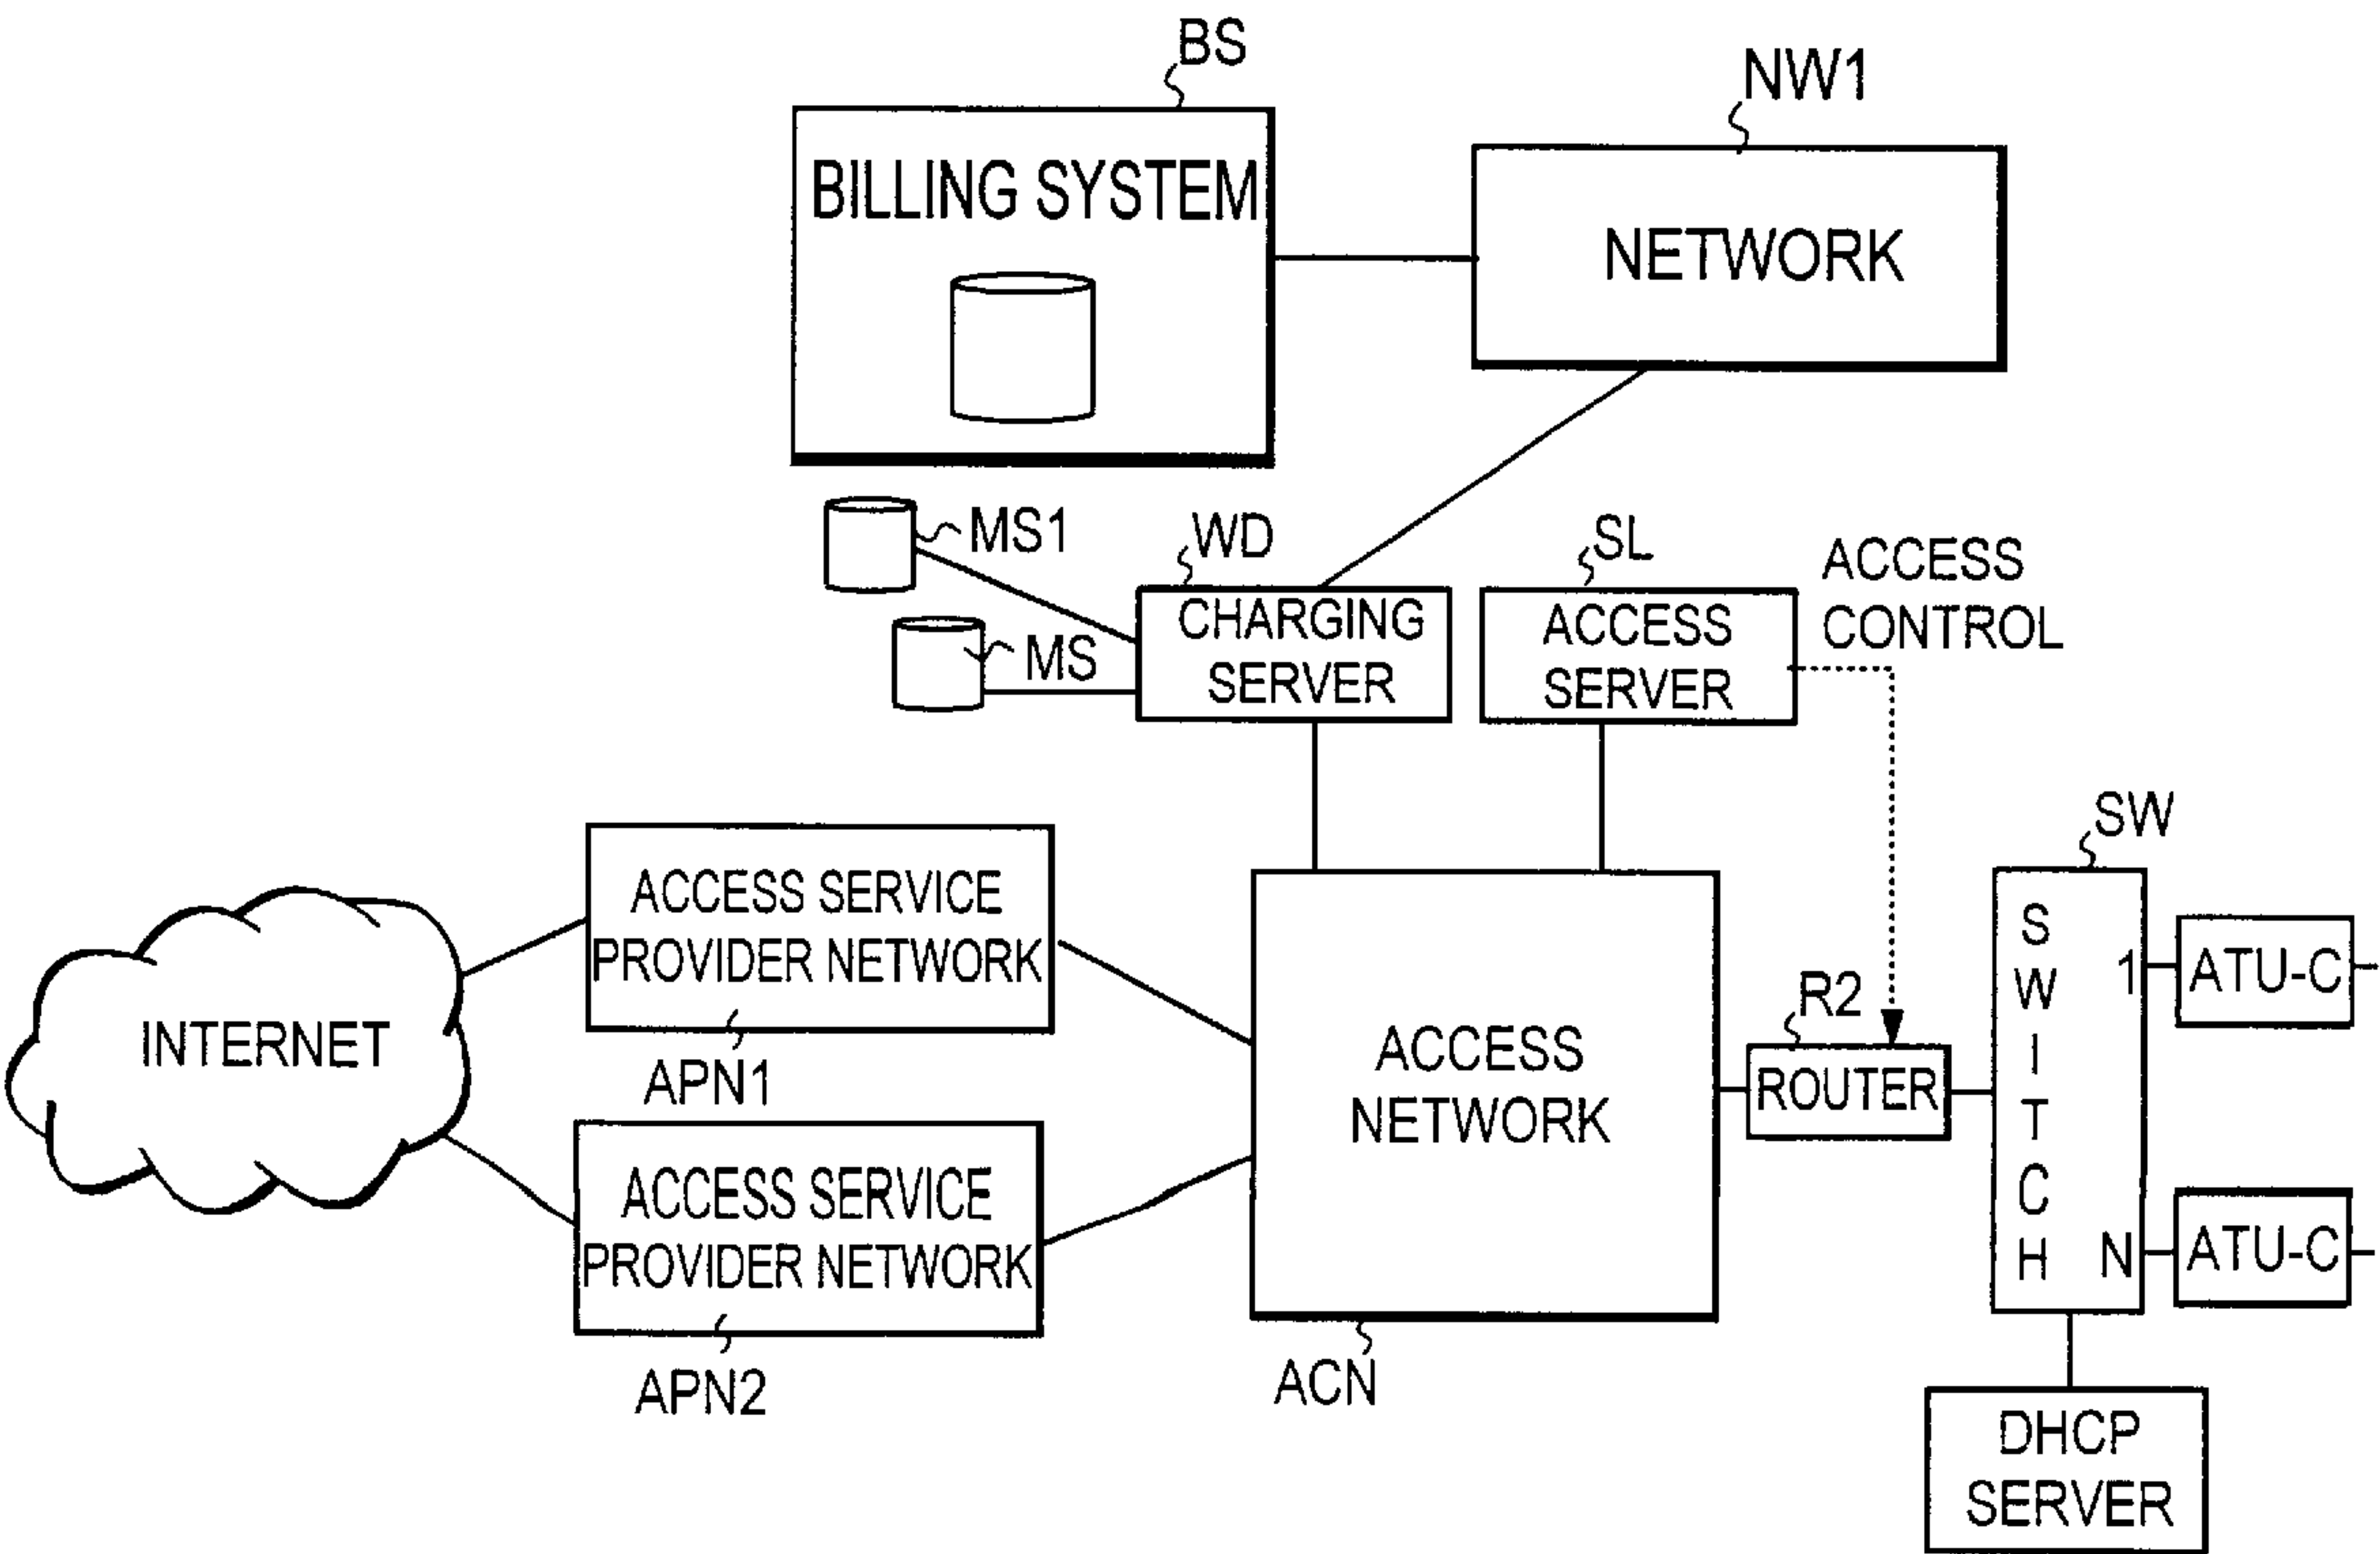 BS
NW1
BILLING SYSTEM
NETWORK
MS1
WD
SL
ACCESS
CONTROL
MS
CHARGING
SERVER
ACCESS
SERVER
SW
ACCESS SERVICE
PROVIDER NETWORK
APN1
INTERNET
ACCESS SERVICE
PROVIDER NETWORK
APN2
ACCESS
NETWORK
ACN
R2
ROUTER
SWITCH
1
ATU-C
N
ATU-C
DHCP
SERVER